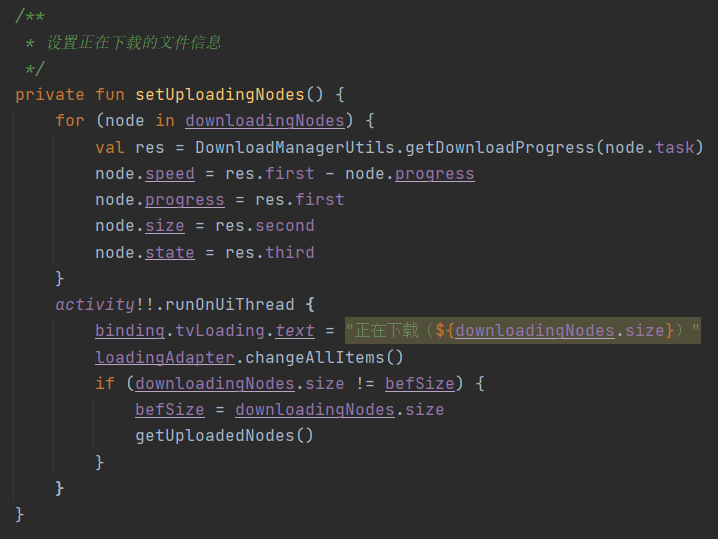 /**
 * 设置正在下载的文件信息
 */
private fun setUploadingNodes() {
    for (node in downloadingNodes) {
        val res = DownloadManagerUtils.getDownloadProgress(node.task)
        node.speed = res.first - node.progress
        node.progress = res.first
        node.size = res.second
        node.state = res.third
    }
    activity!!.runOnUiThread {
        binding.tvLoading.text = "正在下载（${downloadingNodes.size}）"
        loadingAdapter.changeAllItems()
        if (downloadingNodes.size != befSize) {
            befSize = downloadingNodes.size
            getUploadedNodes()
        }
    }
}